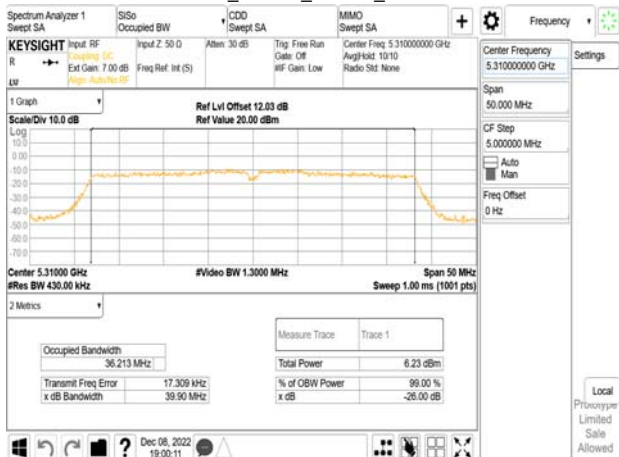 Spectrum Analyzer 1
Swept SA
SiSo
Occupied BW
CDD
Swept SA
MIMO
Swept SA
+
Frequency
KEYSIGHT
R
LXI
Input: RF
Coupling: DC
Ext Gain: 7.00 dB
Align: Auto/No RF
Input Z: 50 Ω
Freq Ref: Int (S)
Atten: 30 dB
Trig: Free Run
Gate: Off
#IF Gain: Low
Center Freq: 5.310000000 GHz
Avg|Hold: 10/10
Radio Std: None
Center Frequency
5.310000000 GHz
Settings
Span
50.000 MHz
CF Step
5.000000 MHz
Auto
Man
Freq Offset
0 Hz
1 Graph
Scale/Div 10.0 dB
Ref Lvl Offset 12.03 dB
Ref Value 20.00 dBm
Log
10.0
0.00
-10.0
-20.0
-30.0
-40.0
-50.0
-60.0
-70.0
Center 5.31000 GHz
#Res BW 430.00 kHz
#Video BW 1.3000 MHz
Span 50 MHz
Sweep 1.00 ms (1001 pts)
2 Metrics
Measure Trace Trace 1
Occupied Bandwidth
36.213 MHz
Total Power 6.23 dBm
Transmit Freq Error 17.309 kHz
% of OBW Power 99.00 %
x dB Bandwidth 39.90 MHz
x dB -26.00 dB
Local
Prototype
Limited
Sale
Allowed
?
Dec 08, 2022
19:00:11